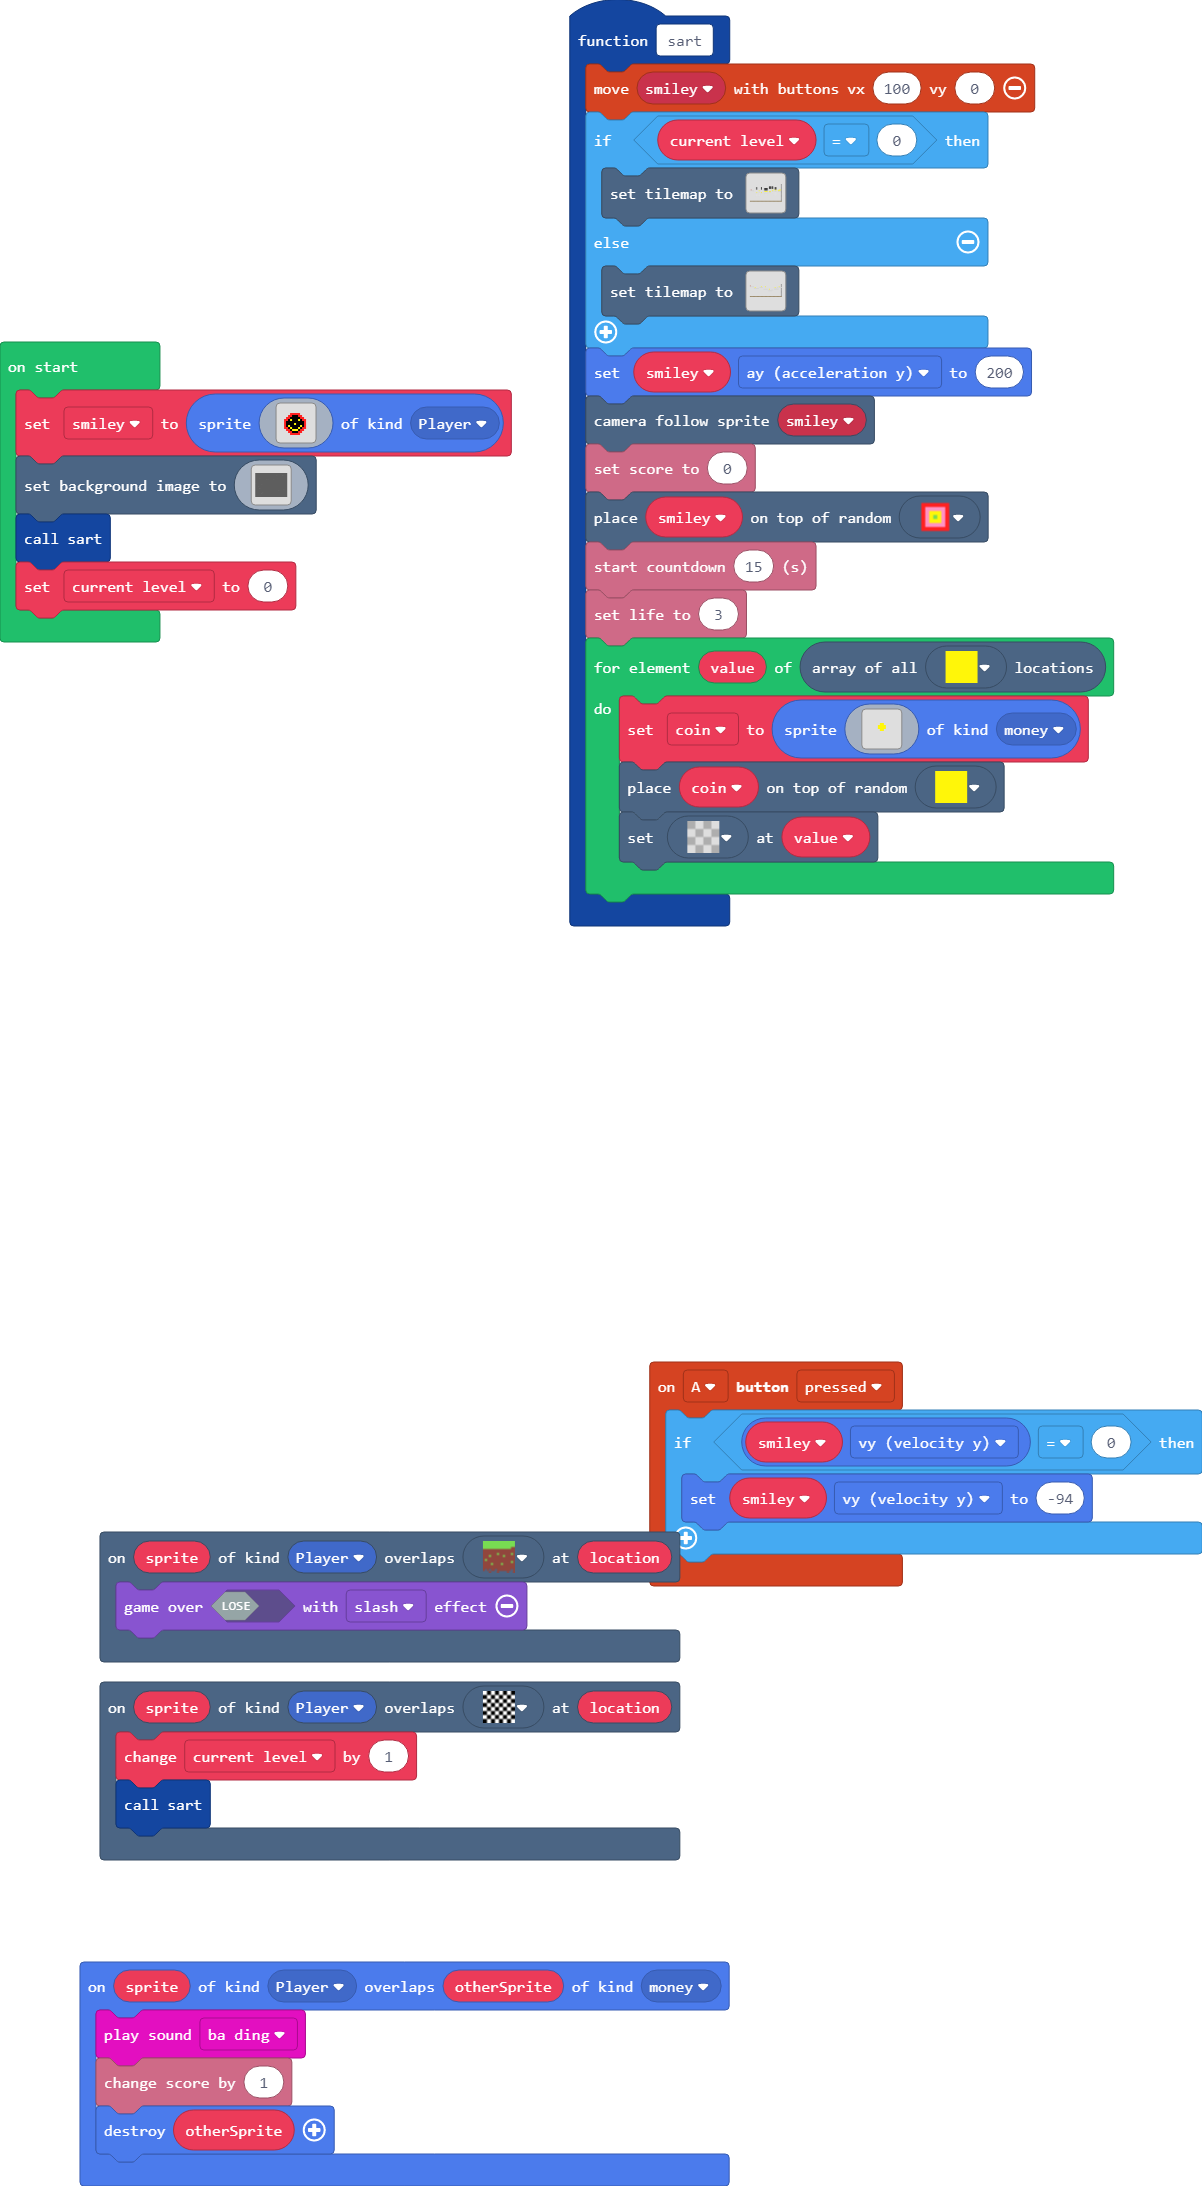 function sart
move smiley with buttons vx 100 vy 0
if current level = 0 then
set tilemap to
else
set tilemap to
set smiley ay (acceleration y) to 200
camera follow sprite smiley
set score to 0
place smiley on top of random
start countdown 15 (s)
set life to 3
for element value of array of all locations
do
set coin to sprite of kind money
place coin on top of random
set at value
on start
set smiley to sprite of kind Player
set background image to
call sart
set current level to 0
on A button pressed
if smiley vy (velocity y) = 0 then
set smiley vy (velocity y) to -94
on sprite of kind Player overlaps at location
game over LOSE with slash effect
on sprite of kind Player overlaps at location
change current level by 1
call sart
on sprite of kind Player overlaps otherSprite of kind money
play sound ba ding
change score by 1
destroy otherSprite